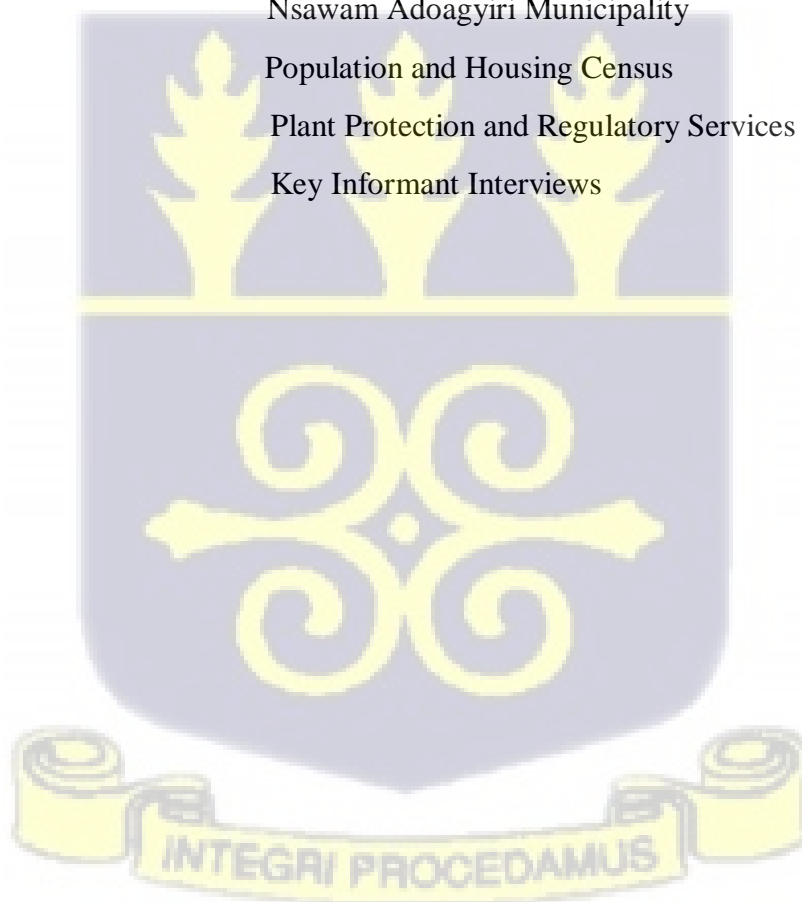 Nsawam Adoagyiri Municipality
Population and Housing Census
Plant Protection and Regulatory Services
Key Informant Interviews
INTEGRI PROCEDAMUS